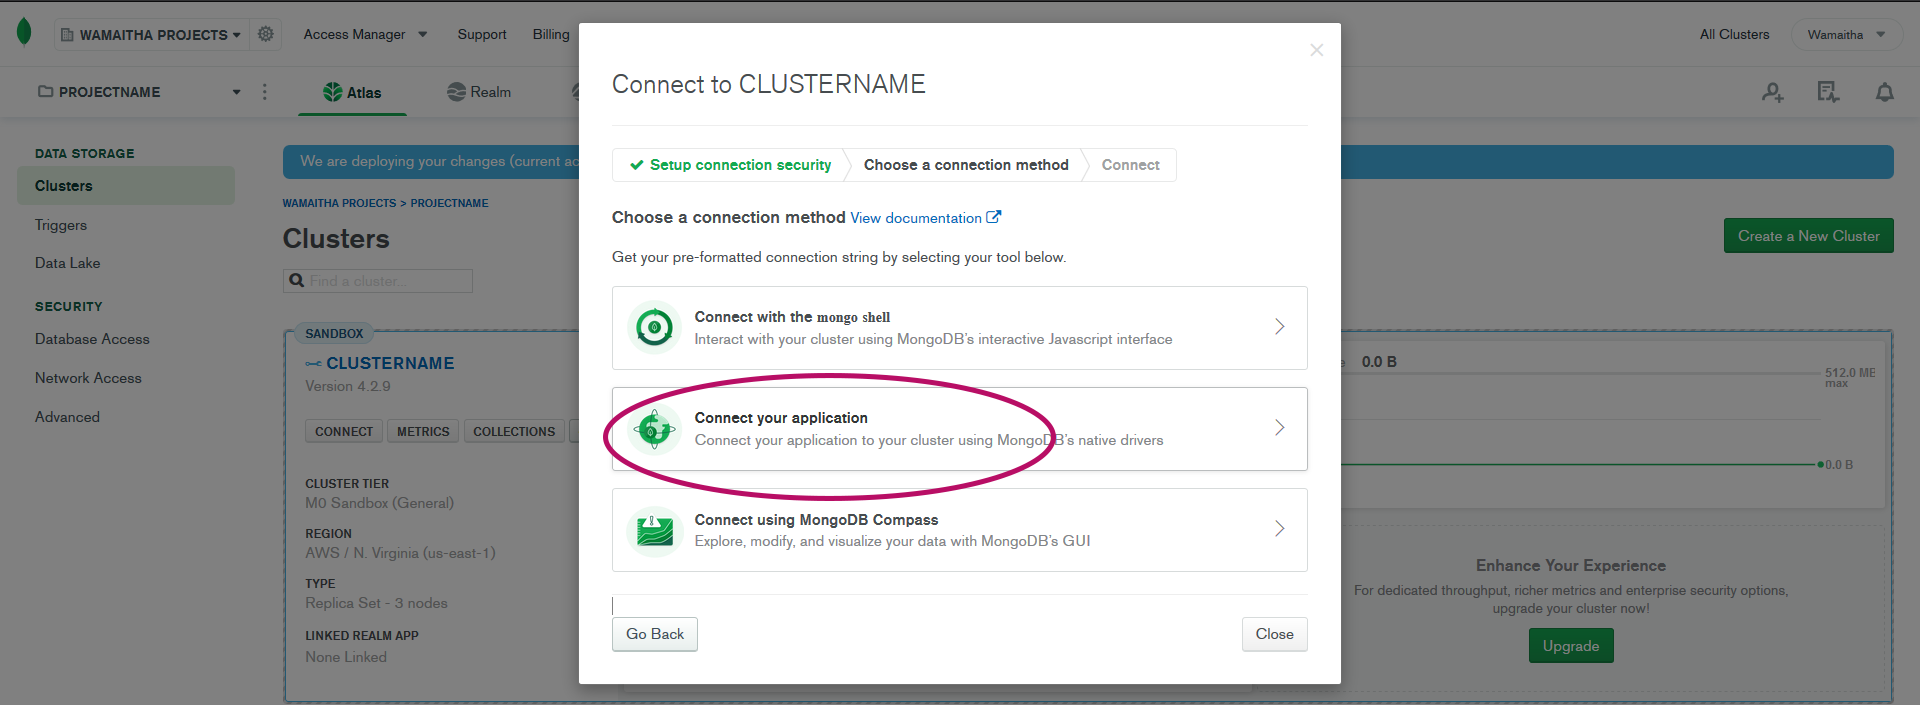 WAMAITHA PROJECTS
Access Manager
Support
Billing
All Clusters
Wamaitha
PROJECTNAME
Atlas
Realm
DATA STORAGE
Clusters
Triggers
Data Lake
SECURITY
Database Access
Network Access
Advanced
We are deploying your changes (current
WAMAITHA PROJECTS > PROJECTNAME
Clusters
Create a New Cluster
Find a cluster...
SANDBOX
CLUSTERNAME
Version 4.2.9
CONNECT
METRICS
COLLECTIONS
CLUSTER TIER
M0 Sandbox (General)
REGION
AWS / N. Virginia (us-east-1)
TYPE
Replica Set - 3 nodes
LINKED REALM APP
None Linked
Connect to CLUSTERNAME
Setup connection security
Choose a connection method
Connect
Choose a connection method View documentation
Get your pre-formatted connection string by selecting your tool below.
Connect with the mongo shell
Interact with your cluster using MongoDB's interactive Javascript interface
Connect your application
Connect your application to your cluster using MongoDB's native drivers
Connect using MongoDB Compass
Explore, modify, and visualize your data with MongoDB's GUI
Go Back
Close
0.0 B
512.0 MB
max
0.0 B
Enhance Your Experience
For dedicated throughput, richer metrics and enterprise security options,
upgrade your cluster now!
Upgrade